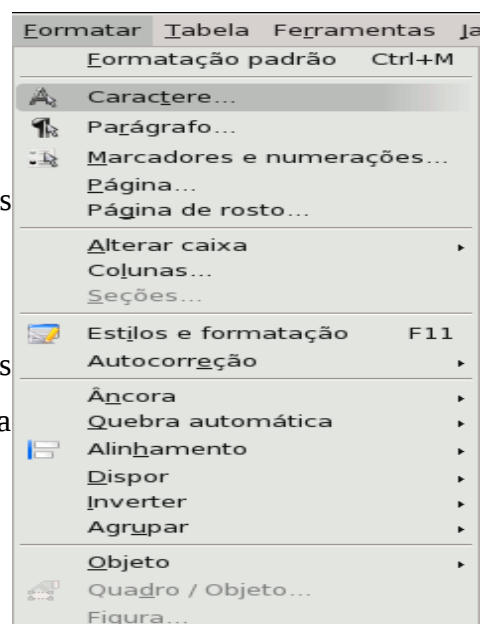 Formatar Tabela Ferramentas Ja
Formatação padrão Ctrl+M
Caractere...
Parágrafo...
Marcadores e numerações...
Página...
s
Página de rosto...
Alterar caixa
Colunas...
Seções...
Estilos e formatação F11
s
Autocorreção
Âncora
a
Quebra automática
Alinhamento
Dispor
Inverter
Agrupar
Objeto
Quadro / Objeto...
Figura...